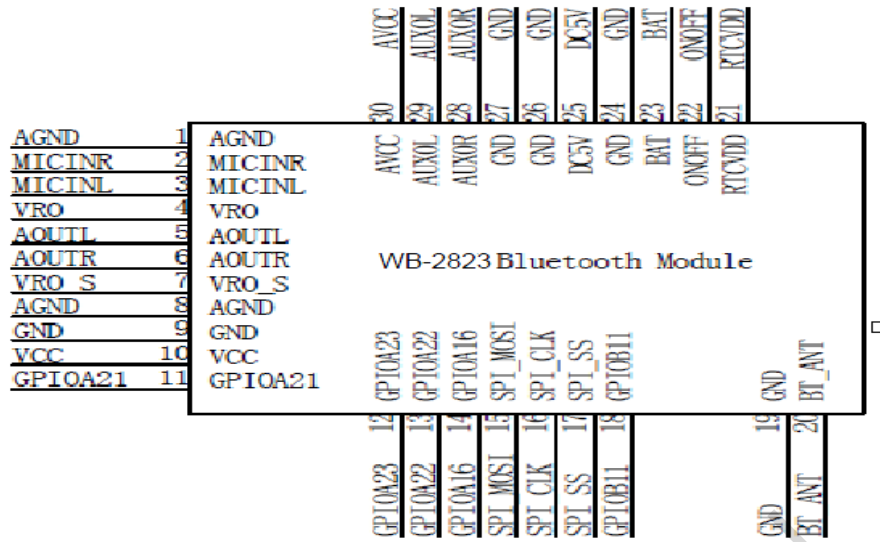 AVCC AUXOL AUXOR GND GND DC5V GND BAT ONOFF RTCVDD
30 29 28 27 26 25 24 23 22 21
AVCC AUXOL AUXOR GND GND DC5V GND BAT ONOFF RTCVDD
AGND 1 AGND
MICINR 2 MICINR
MICINL 3 MICINL
VRO 4 VRO
AOUTL 5 AOUTL
AOUTR 6 AOUTR
VRO_S 7 VRO_S
AGND 8 AGND
GND 9 GND
VCC 10 VCC
GPIOA21 11 GPIOA21
WB-2823 Bluetooth Module
GPIOA23 GPIOA22 GPIOA16 SPI_MOSI SPI_CLK SPI_SS GPIOB11 GND BT_ANT
12 13 14 15 16 17 18 19 20
GPIOA23 GPIOA22 GPIOA16 SPI_MOSI SPI_CLK SPI_SS GPIOB11 GND BT_ANT